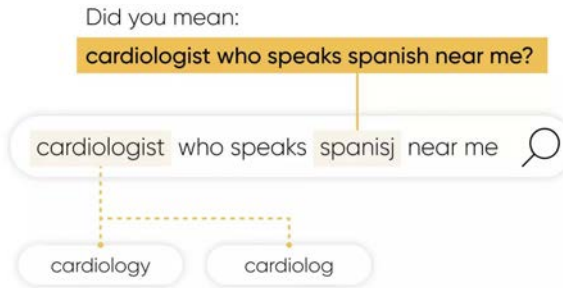 Did you mean:
cardiologist who speaks spanish near me?
cardiologist who speaks spanisj near me
cardiology
cardiolog